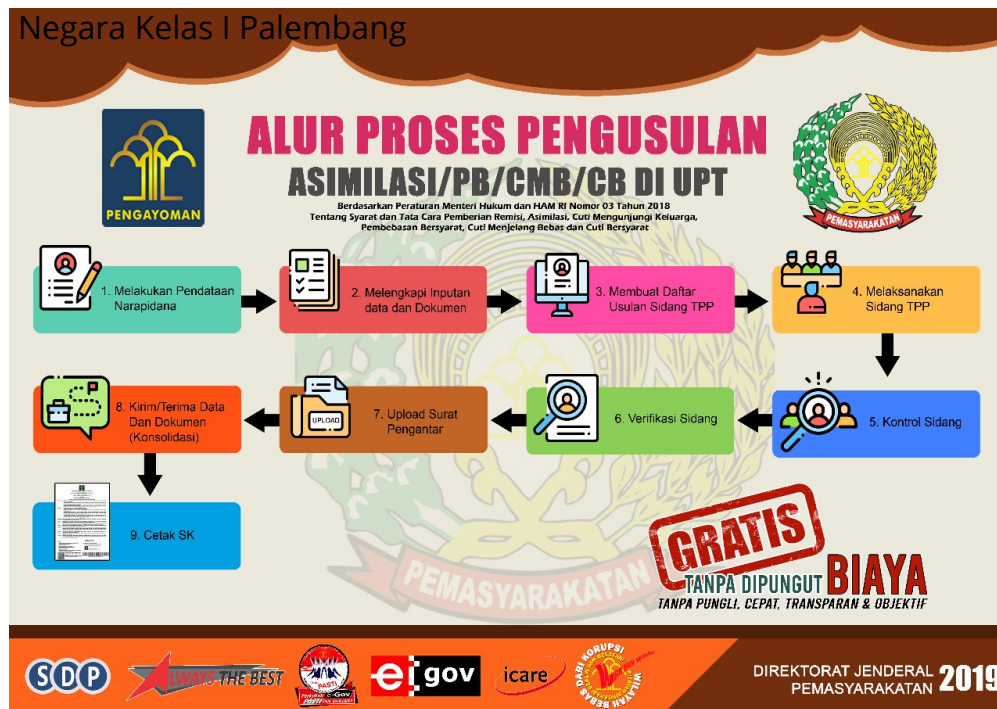 Negara Kelas I Palembang
ALUR PROSES PENGUSULAN
ASIMILASI/PB/CMB/CB DI UPT
Berdasarkan Peraturan Menteri Hukum dan HAM RI Nomor 03 Tahun 2018
Tentang Syarat dan Tata Cara Pemberian Remisi, Asimilasi, Cuti Mengunjungi Keluarga,
Pembebasan Bersyarat, Cuti Menjelang Bebas dan Cuti Bersyarat
PENGAYOMAN
PEMASYARAKATAN
1. Melakukan Pendataan
Narapidana
2. Melengkapi Inputan
data dan Dokumen
3. Membuat Daftar
Usulan Sidang TPP
4. Melaksanakan
Sidang TPP
8. Kirim/Terima Data
Dan Dokumen
(Konsolidasi)
UPLOAD
7. Upload Surat
Pengantar
6. Verifikasi Sidang
5. Kontrol Sidang
9. Cetak SK
PEMASYARAKATAN
GRATIS
TANPA DIPUNGUT BIAYA
TANPA PUNGLI, CEPAT, TRANSPARAN & OBJEKTIF
SDP
ALWAYS THE BEST
PASTI
e-gov
icare
WILAYAH BEBAS DARI KORUPSI
DIREKTORAT JENDERAL
PEMASYARAKATAN 2019